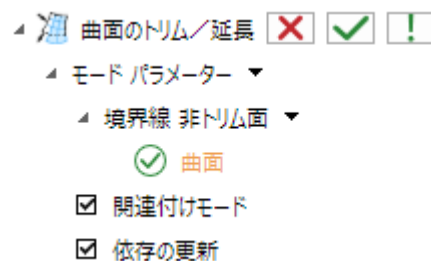 曲面のトリム／延長
モード パラメーター
境界線 非トリム面
曲面
関連付けモード
依存の更新